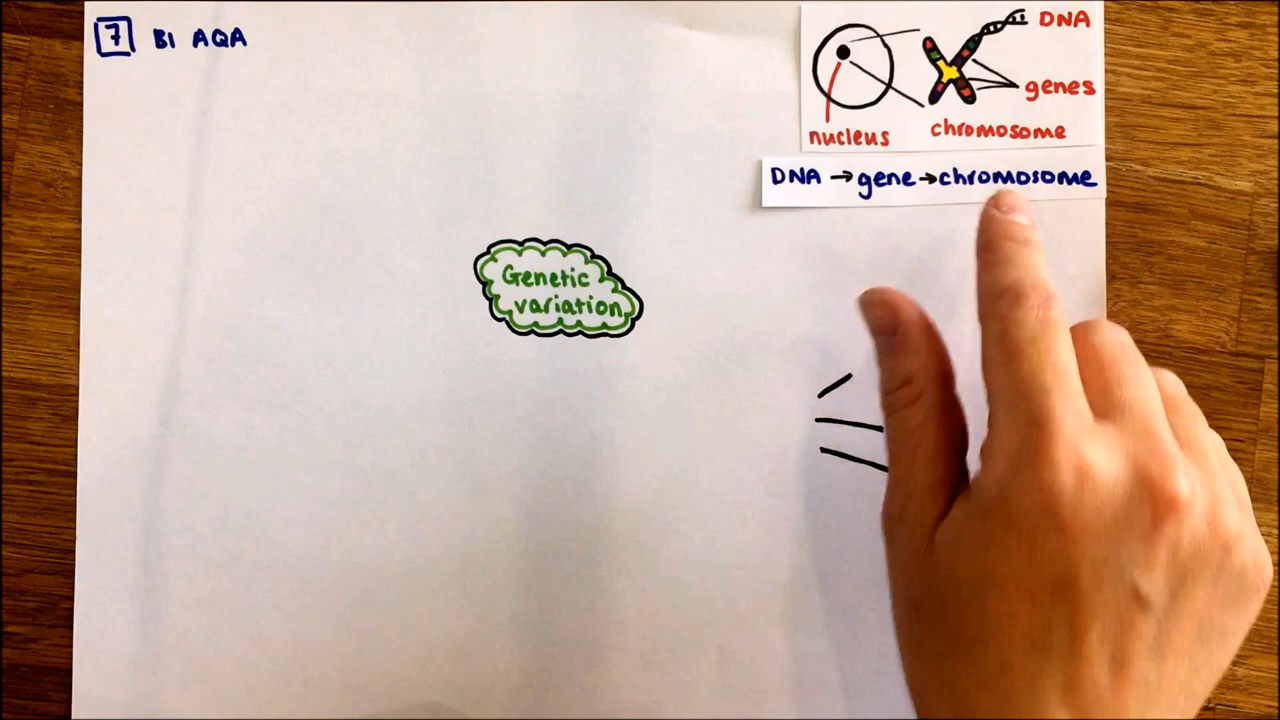 7 B1 AQA
DNA
genes
nucleus
chromosome
DNA → gene → chromosome
Genetic
variation